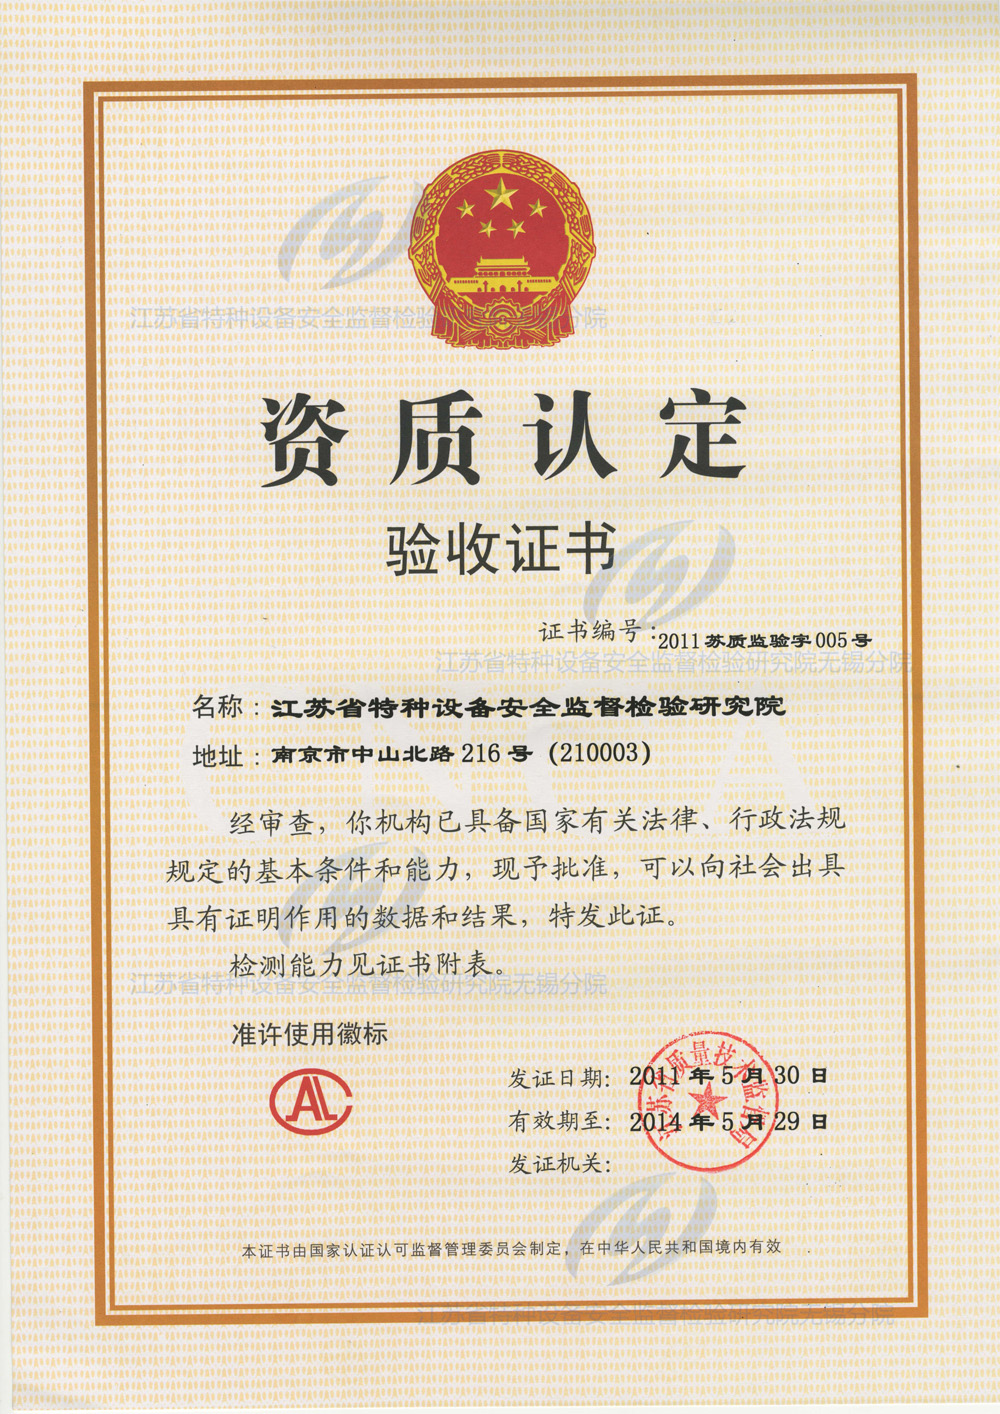 江苏省特种设备安全监督检验
分院
资质认定
验收证书
证书编号：2011苏质监验字005号
江苏省特种设备安全监督检验研究院无锡分院
名称：江苏省特种设备安全监督检验研究院
地址：南京市中山北路216号（210003）
CNCA
经审查，你机构已具备国家有关法律、行政法规
规定的基本条件和能力，现予批准，可以向社会出具
具有证明作用的数据和结果，特发此证。
检测能力见证书附表。
江苏省特种设备安全监督检验研究院无锡分院
准许使用徽标
CAL
江苏省质量技术监督局
发证日期：2011年5月30日
有效期至：2014年5月29日
发证机关：
本证书由国家认证认可监督管理委员会制定，在中华人民共和国境内有效
江苏省特种设备安全监督检验研究院无锡分院